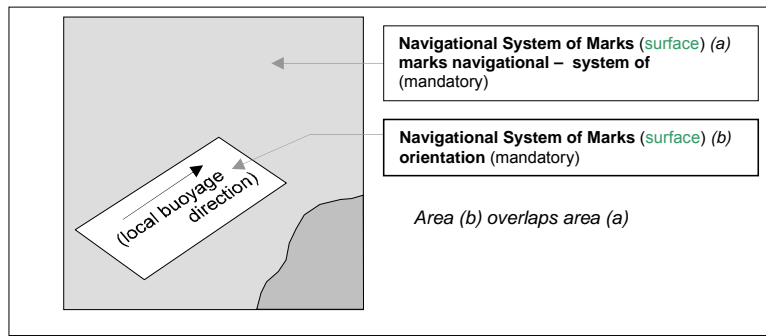 Navigational System of Marks (surface) (a)
marks navigational – system of
(mandatory)
Navigational System of Marks (surface) (b)
orientation (mandatory)
(local buoyage
direction)
Area (b) overlaps area (a)